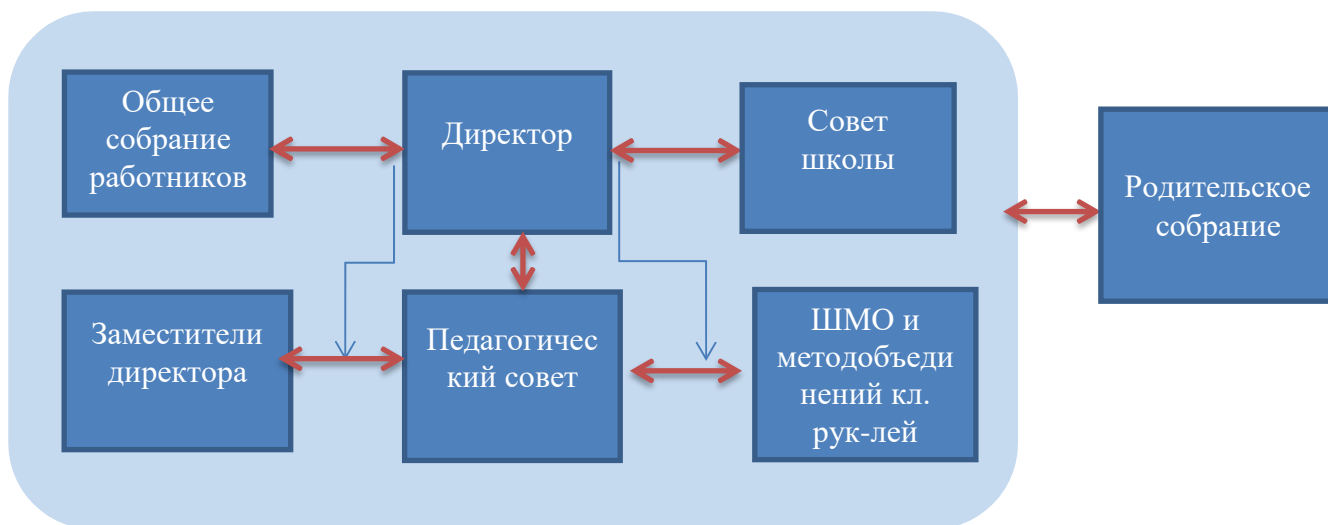 Общее
собрание
работников
Директор
Совет
школы
Родительское
собрание
Заместители
директора
Педагогичес
кий совет
ШМО и
методобъеди
нений кл.
рук-лей